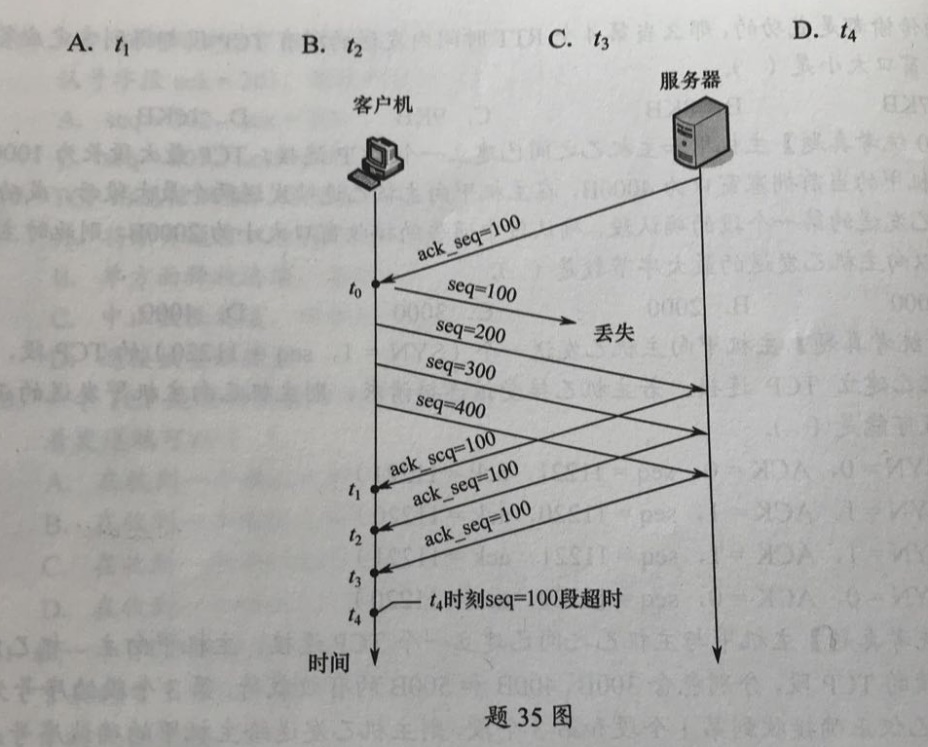 A. t₁ B. t₂ C. t₃ D. t₄
服务器
客户机
ack_seq=100
t₀
seq=100
丢失
seq=200
seq=300
seq=400
ack_scq=100
t₁
ack_seq=100
t₂
ack_seq=100
t₃
t₄
t₄时刻seq=100段超时
时间
题 35 图